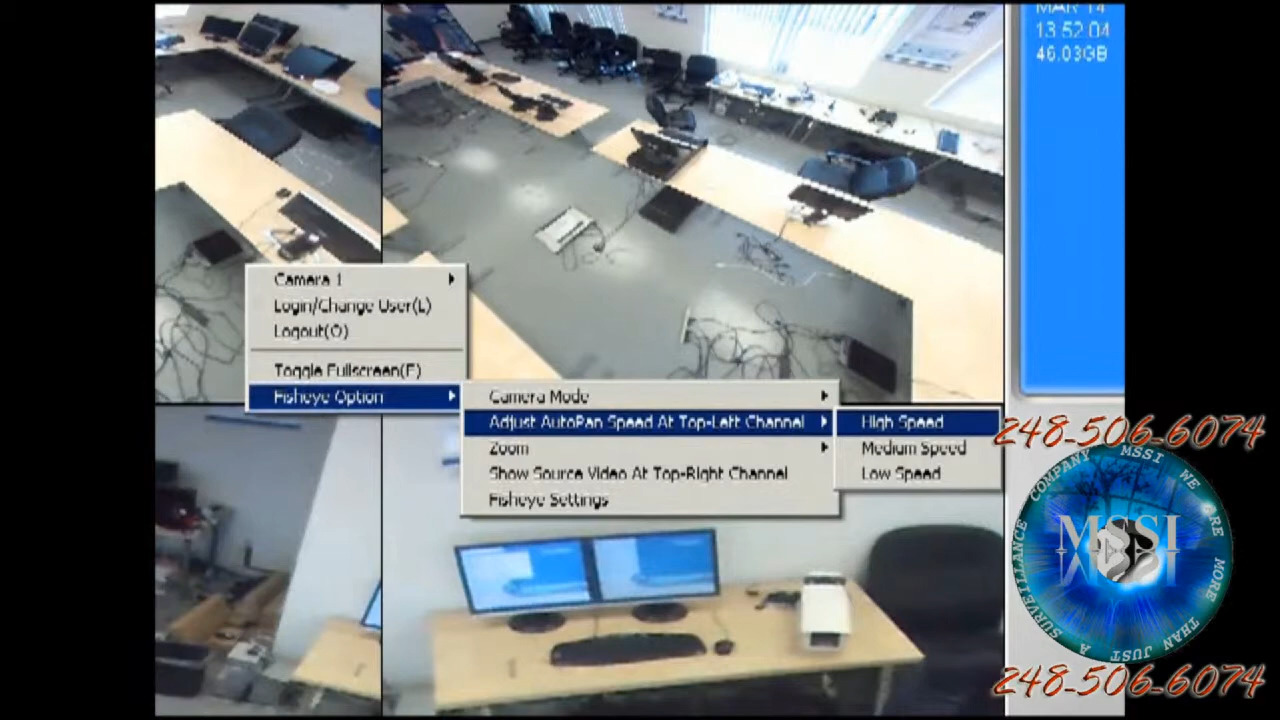 MAR 14
13:52:04
46.03GB
Camera 1
Login/Change User(L)
Logout(O)
Toggle Fullscreen(F)
Fisheye Option
Camera Mode
Adjust AutoPan Speed At Top-Left Channel
Zoom
Show Source Video At Top-Right Channel
Fisheye Settings
High Speed
Medium Speed
Low Speed
248-506-6074
MSSI WE ARE MORE THAN JUST A SURVEILLANCE COMPANY
MSSI
248-506-6074